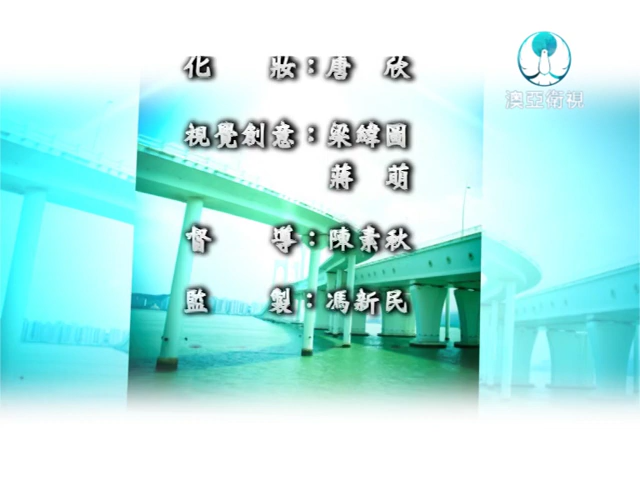 澳亞衛視
化　　妝：唐　欣
視覺創意：梁緯圖
蔣　萌
督　　導：陳素秋
監　　製：馮新民